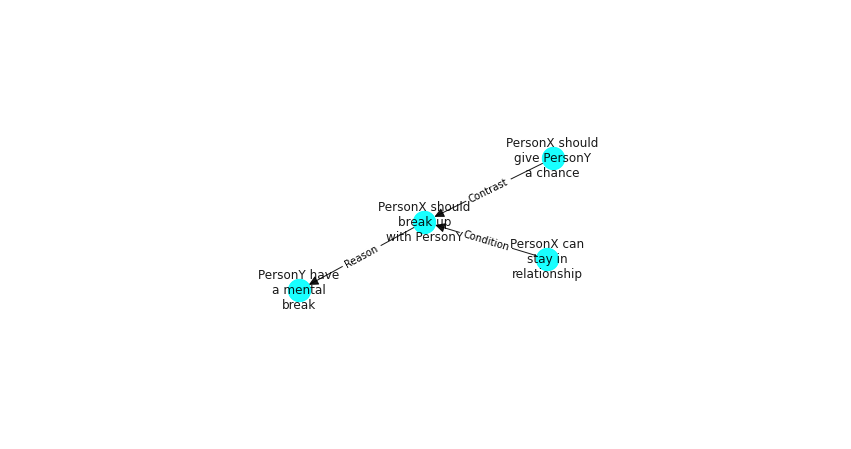 PersonX should
give PersonY
a chance
Contrast
PersonX should
break up
with PersonY
Condition
PersonX can
stay in
relationship
Reason
PersonY have
a mental
break